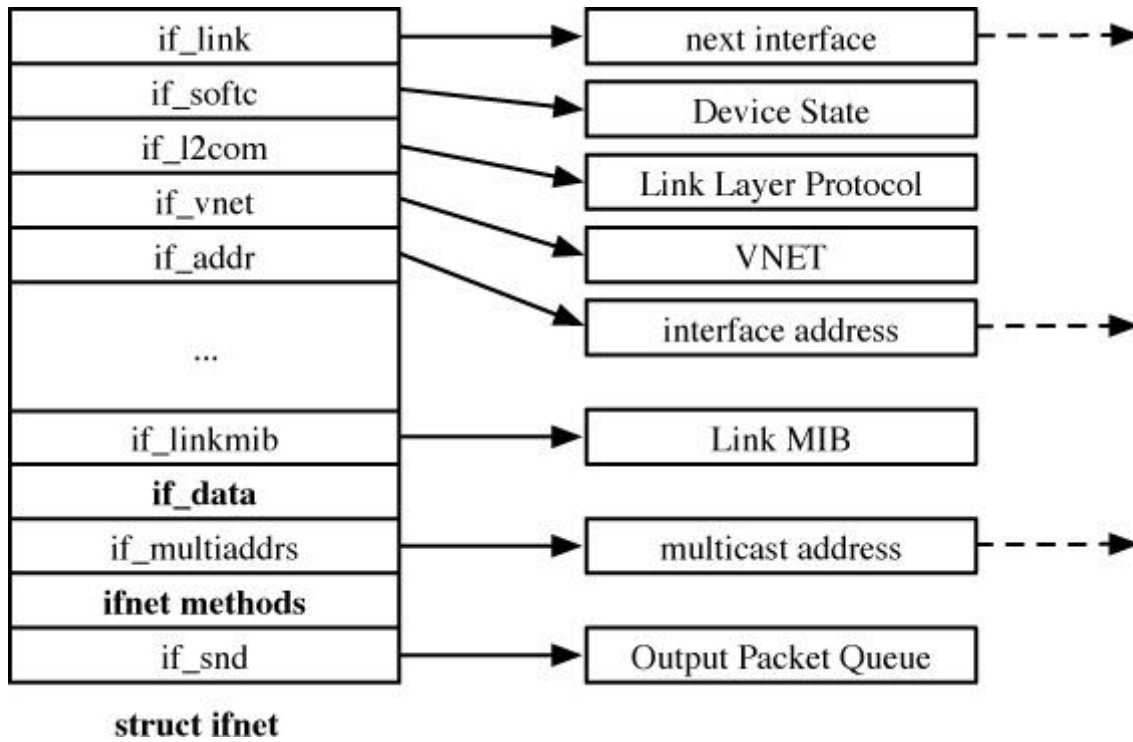 if_link
next interface
if_softc
Device State
if_l2com
Link Layer Protocol
if_vnet
VNET
if_addr
interface address
...
if_linkmib
Link MIB
if_data
if_multiaddrs
multicast address
ifnet methods
if_snd
Output Packet Queue
struct ifnet